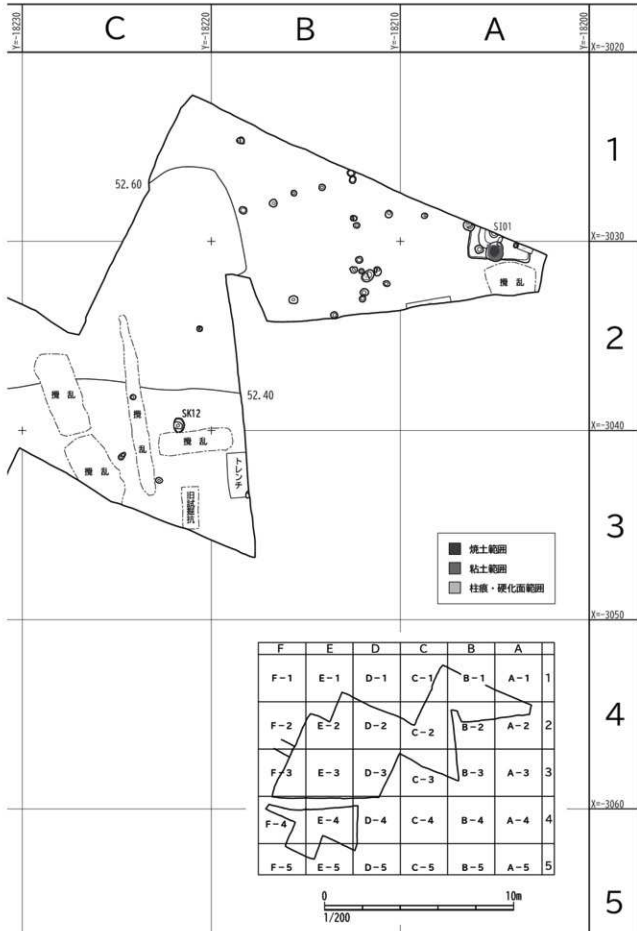 Y=-18230
C
Y=-18220
B
Y=-18210
A
Y=-18200
X=-3020
1
52.60
SI01
X=-3030
攪乱
2
52.40
攪乱
攪乱
SK12
X=-3040
攪乱
攪乱
トレンチ
旧試掘坑
3
焼土範囲
粘土範囲
柱痕・硬化面範囲
X=-3050
F E D C B A
F-1 E-1 D-1 C-1 B-1 A-1 1
4
F-2 E-2 D-2 C-2 B-2 A-2 2
F-3 E-3 D-3 C-3 B-3 A-3 3
X=-3060
F-4 E-4 D-4 C-4 B-4 A-4 4
F-5 E-5 D-5 C-5 B-5 A-5 5
0 10m
1/200
5